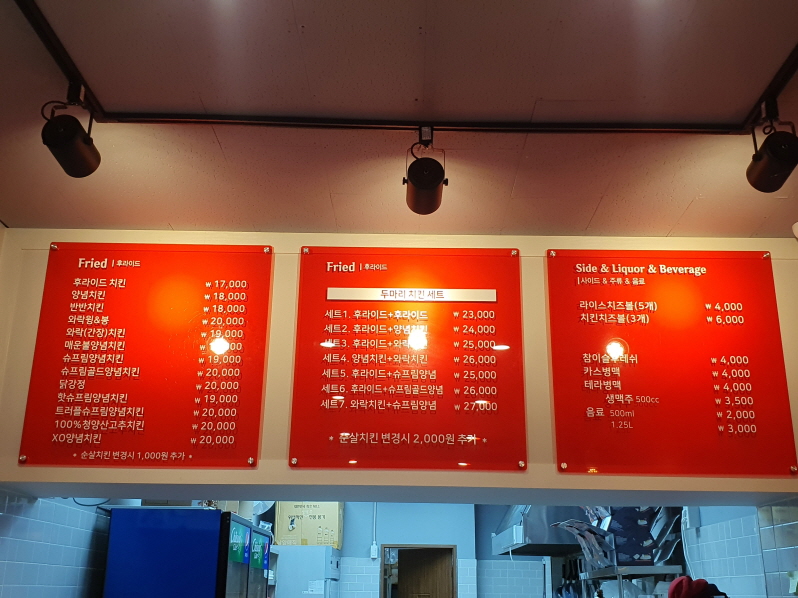 Fried | 후라이드
후라이드 치킨 ₩ 17,000
양념치킨 ₩ 18,000
반반치킨 ₩ 18,000
와락윙&봉 ₩ 20,000
와락(간장)치킨 ₩ 19,000
매운불양념치킨
슈프림양념치킨 ₩ 19,000
슈프림골드양념치킨 ₩ 20,000
닭강정 ₩ 20,000
핫슈프림양념치킨 ₩ 19,000
트러플슈프림양념치킨 ₩ 20,000
100%청양산고추치킨 ₩ 20,000
XO양념치킨 ₩ 20,000
* 순살치킨 변경시 1,000원 추가 *
Fried | 후라이드
두마리 치킨 세트
세트1. 후라이드+후라이드 ₩ 23,000
세트2. 후라이드+양념치킨 ₩ 24,000
세트3. 후라이드+와락치킨 ₩ 25,000
세트4. 양념치킨+와락치킨 ₩ 26,000
세트5. 후라이드+슈프림양념 ₩ 25,000
세트6. 후라이드+슈프림골드양념 ₩ 26,000
세트7. 와락치킨+슈프림양념 ₩ 27,000
* 순살치킨 변경시 2,000원 추가 *
Side & Liquor & Beverage
| 사이드 & 주류 & 음료
라이스치즈볼(5개) ₩ 4,000
치킨치즈볼(3개) ₩ 6,000
참이슬후레쉬 ₩ 4,000
카스병맥 ₩ 4,000
테라병맥 ₩ 4,000
생맥주 500cc ₩ 3,500
음료 500ml ₩ 2,000
1.25L ₩ 3,000